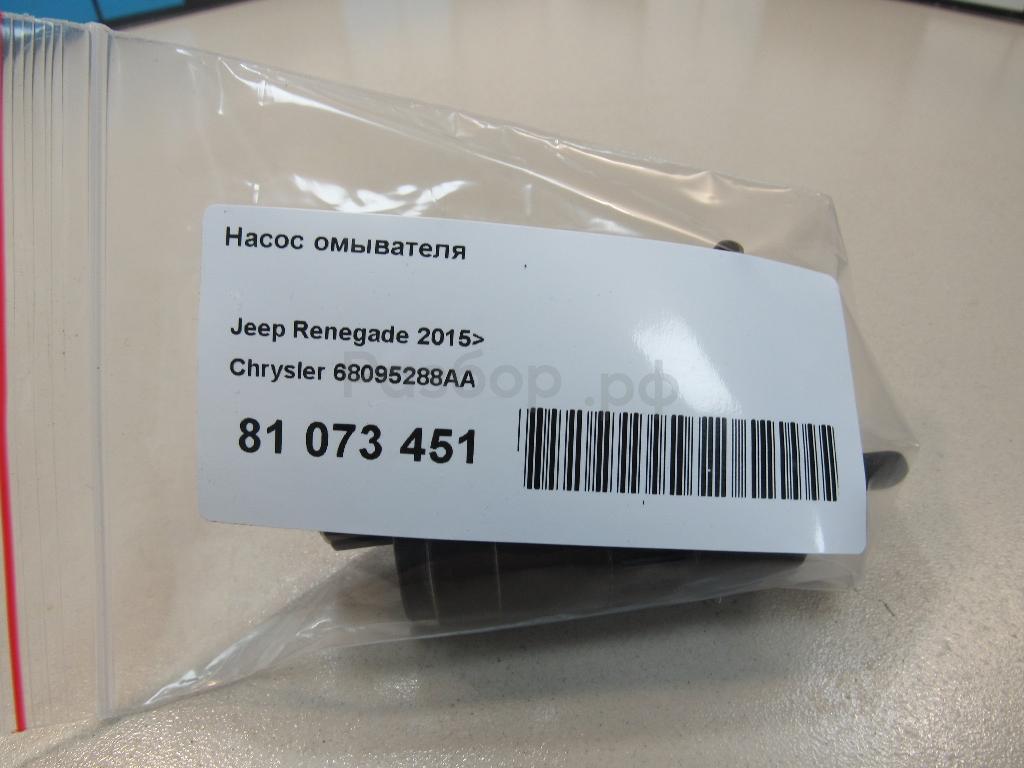 Насос омывателя
Jeep Renegade 2015>
Chrysler 68095288AA
Разбор.рф
81 073 451